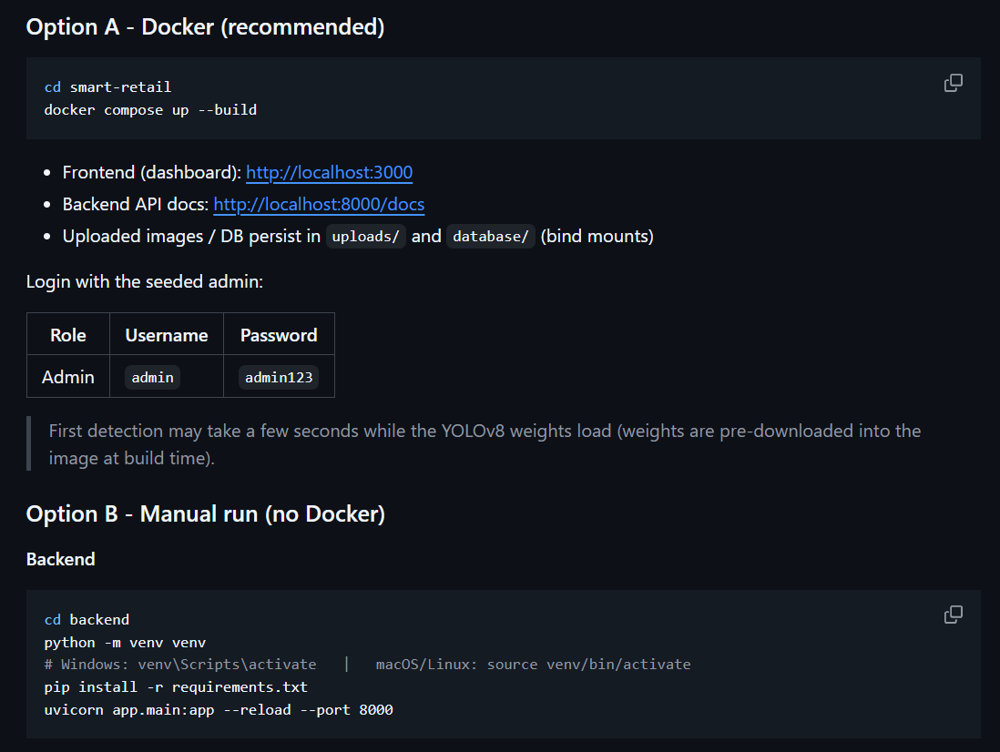 Option A - Docker (recommended)
cd smart-retail
docker compose up --build
Frontend (dashboard): http://localhost:3000
Backend API docs: http://localhost:8000/docs
Uploaded images / DB persist in uploads/ and database/ (bind mounts)
Login with the seeded admin:
Role Username Password
Admin admin admin123
First detection may take a few seconds while the YOLOv8 weights load (weights are pre-downloaded into the
image at build time).
Option B - Manual run (no Docker)
Backend
cd backend
python -m venv venv
# Windows: venv\Scripts\activate   |   macOS/Linux: source venv/bin/activate
pip install -r requirements.txt
uvicorn app.main:app --reload --port 8000